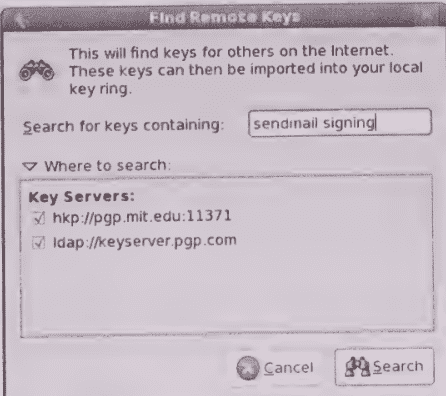 Find Remote Keys
This will find keys for others on the Internet.
These keys can then be imported into your local
key ring.
Search for keys containing:
sendmail signing
Where to search:
Key Servers:
hkp://pgp.mit.edu:11371
ldap://keyserver.pgp.com
Cancel
Search